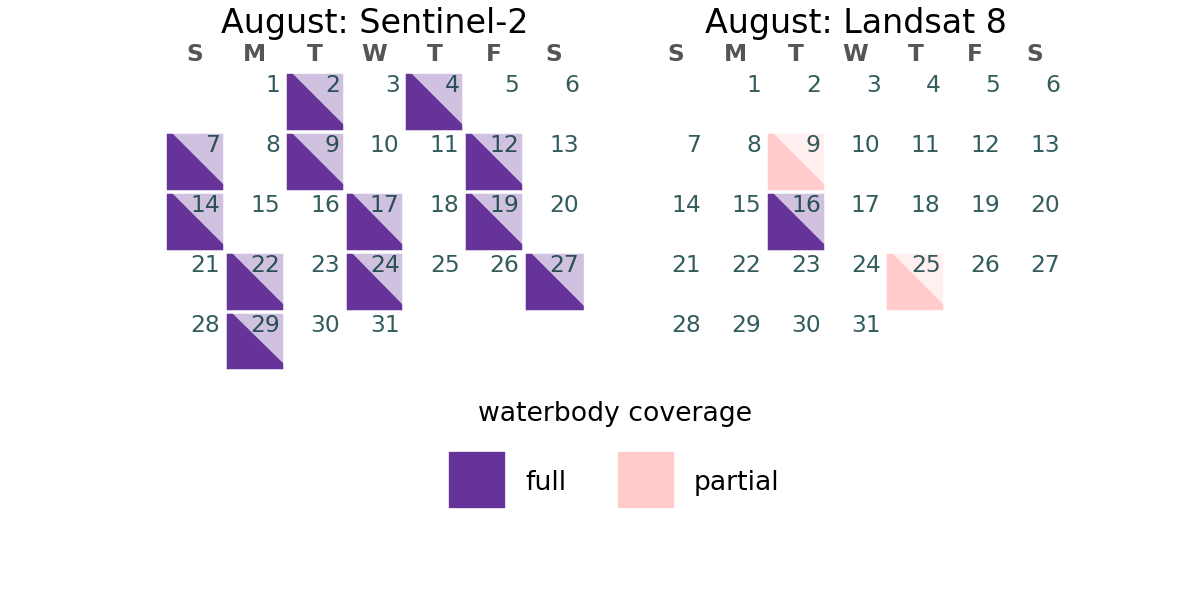 August: Sentinel-2
S M T W T F S
1 2 3 4 5 6
7 8 9 10 11 12 13
14 15 16 17 18 19 20
21 22 23 24 25 26 27
28 29 30 31
August: Landsat 8
S M T W T F S
1 2 3 4 5 6
7 8 9 10 11 12 13
14 15 16 17 18 19 20
21 22 23 24 25 26 27
28 29 30 31
waterbody coverage
full partial